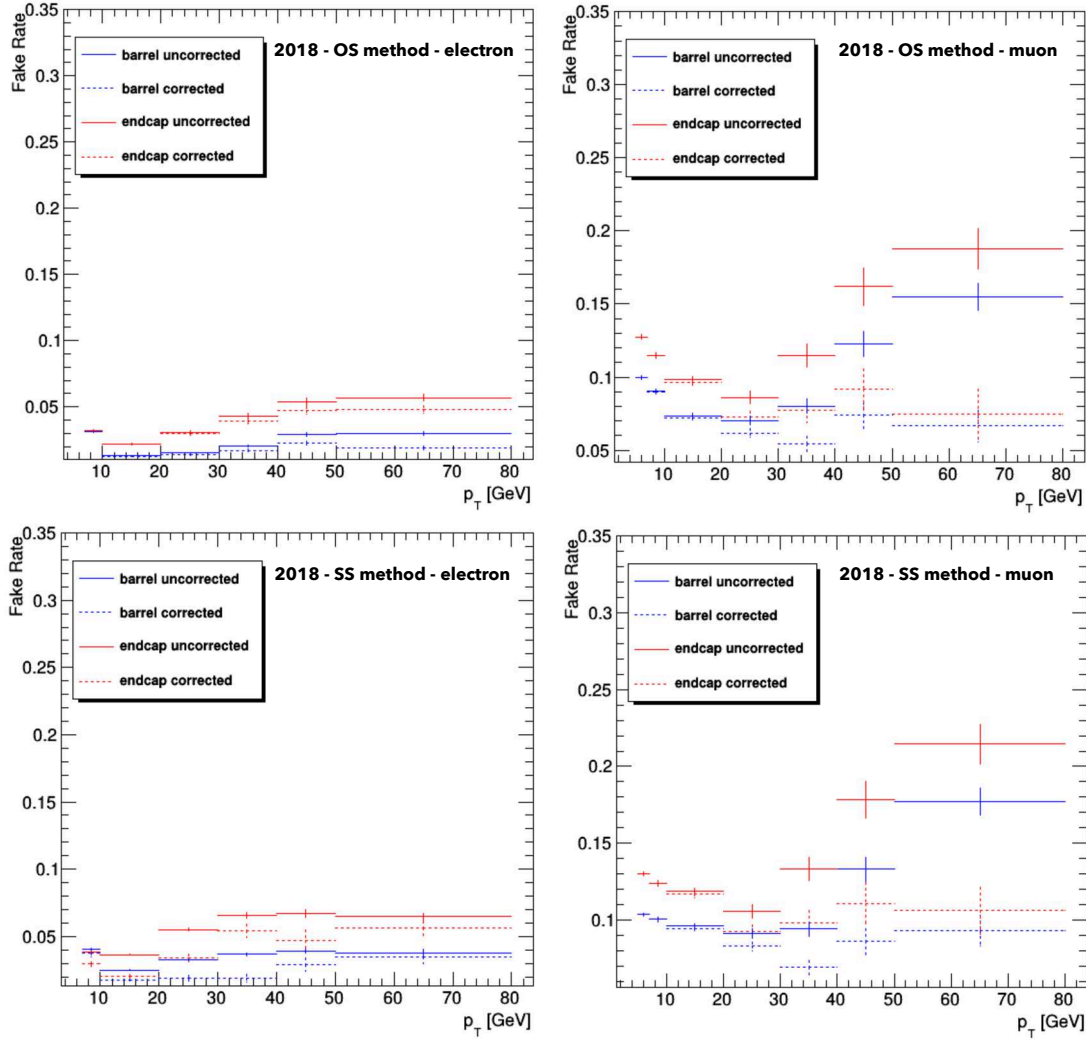 Fake Rate
0.35
0.3
0.25
0.2
0.15
0.1
0.05
2018 - OS method - electron
barrel uncorrected
barrel corrected
endcap uncorrected
endcap corrected
10 20 30 40 50 60 70 80
p_T [GeV]
Fake Rate
0.35
0.3
0.25
0.2
0.15
0.1
0.05
2018 - OS method - muon
barrel uncorrected
barrel corrected
endcap uncorrected
endcap corrected
10 20 30 40 50 60 70 80
p_T [GeV]
Fake Rate
0.35
0.3
0.25
0.2
0.15
0.1
0.05
2018 - SS method - electron
barrel uncorrected
barrel corrected
endcap uncorrected
endcap corrected
10 20 30 40 50 60 70 80
p_T [GeV]
Fake Rate
0.35
0.3
0.25
0.2
0.15
0.1
2018 - SS method - muon
barrel uncorrected
barrel corrected
endcap uncorrected
endcap corrected
10 20 30 40 50 60 70 80
p_T [GeV]